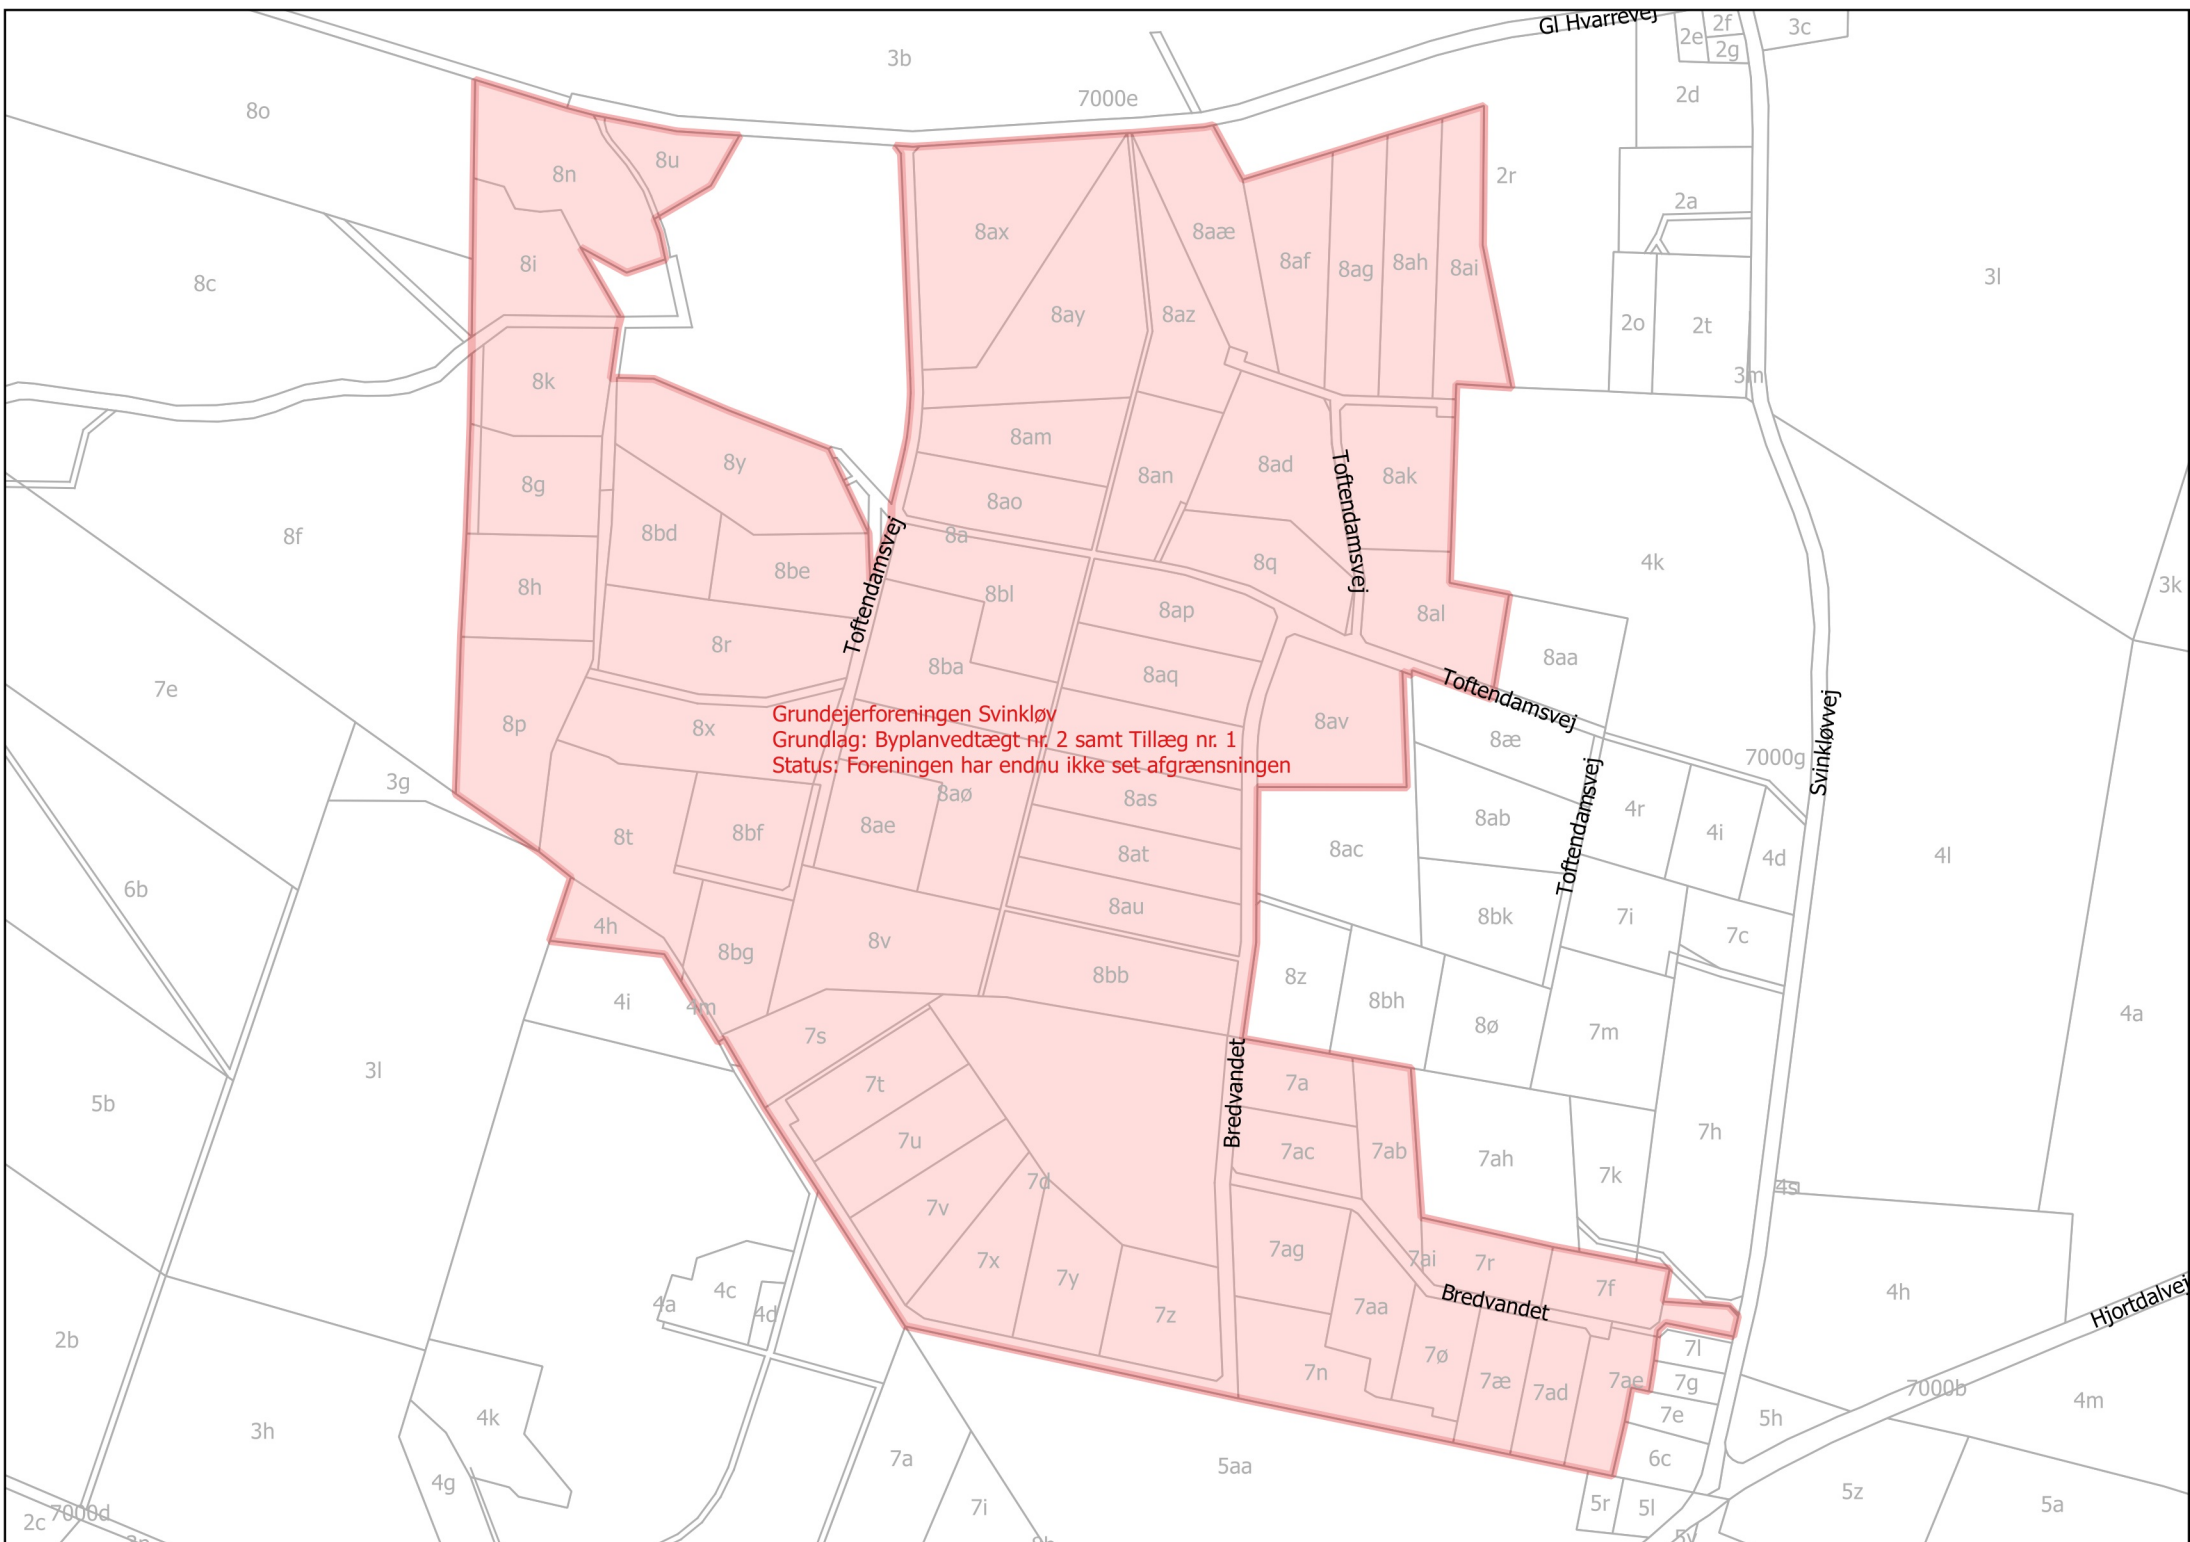 Gl Hvarrevej
2e
2f
2g
3c
3b
7000e
2d
8o
8u
8n
2r
2a
8ax
8aæ
8af
8ag
8ah
8ai
8i
8c
3l
8ay
8az
2o
2t
3m
8k
8am
8y
8ad
8ak
8an
8g
8ao
Toftendamsvej
8a
8f
8bd
8q
4k
8be
Toftendamsvej
3k
8h
8bl
8ap
8al
8r
8aa
8ba
8aq
7e
Toftendamsvej
8p
8x
Grundejerforeningen Svinkløv
Grundlag: Byplanvedtægt nr. 2 samt Tillæg nr. 1
Status: Foreningen har endnu ikke set afgrænsningen
8av
8æ
7000g
Svinkløvvej
3g
8aø
8as
Toftendamsvej
4r
8t
8bf
8ae
8ab
4i
8at
8ac
4d
4l
6b
8au
8bk
7i
4h
8v
7c
8bg
8bb
8z
4i
4m
8bh
8ø
7m
4a
7s
3l
7t
Bredvandet
7a
5b
7u
7ac
7ab
7ah
7h
7k
7d
4s
7v
7ag
7ai
7r
7x
7y
7f
4c
4a
4d
7z
7aa
Bredvandet
4h
Hjortdalvej
2b
7ø
7l
7n
7æ
7ad
7ae
7g
7000b
4m
7e
5h
3h
4k
7a
5aa
6c
4g
7i
5r
5l
5z
5a
2c
7000d